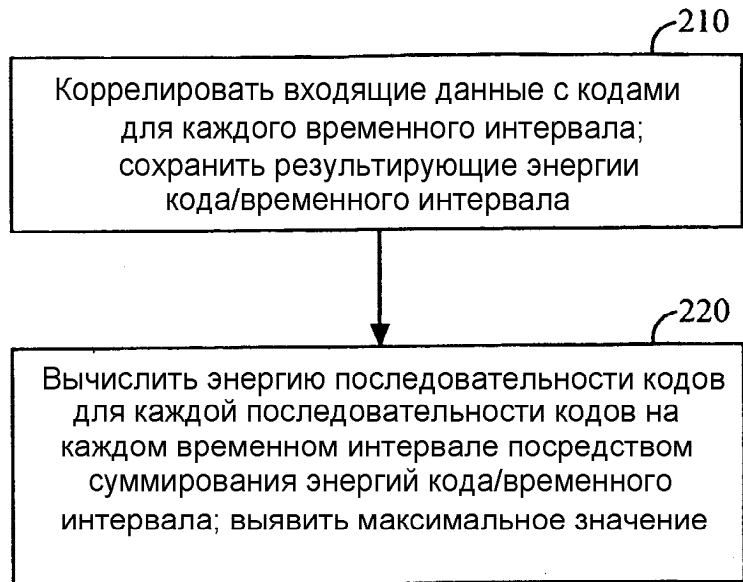 210
Коррелировать входящие данные с кодами
для каждого временного интервала;
сохранить результирующие энергии
кода/временного интервала
220
Вычислить энергию последовательности кодов
для каждой последовательности кодов на
каждом временном интервале посредством
суммирования энергий кода/временного
интервала; выявить максимальное значение